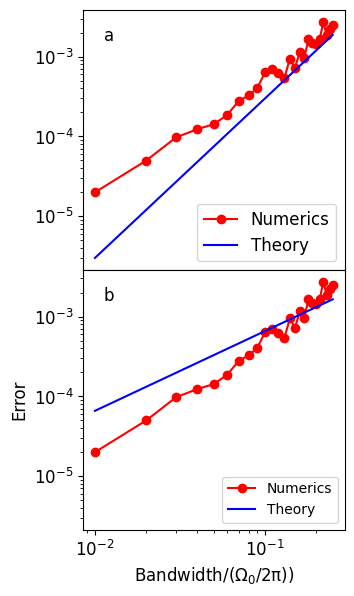 a
10⁻³
10⁻⁴
10⁻⁵
Numerics
Theory
b
10⁻³
10⁻⁴
10⁻⁵
Error
Numerics
Theory
10⁻² 10⁻¹
Bandwidth/(Ω₀/2π))